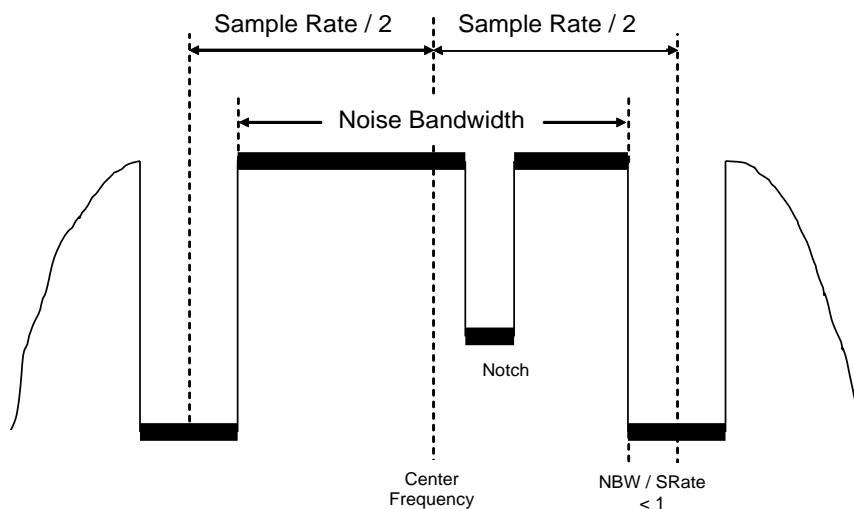 Sample Rate / 2
Sample Rate / 2
Noise Bandwidth
Notch
Center
Frequency
NBW / SRate
< 1